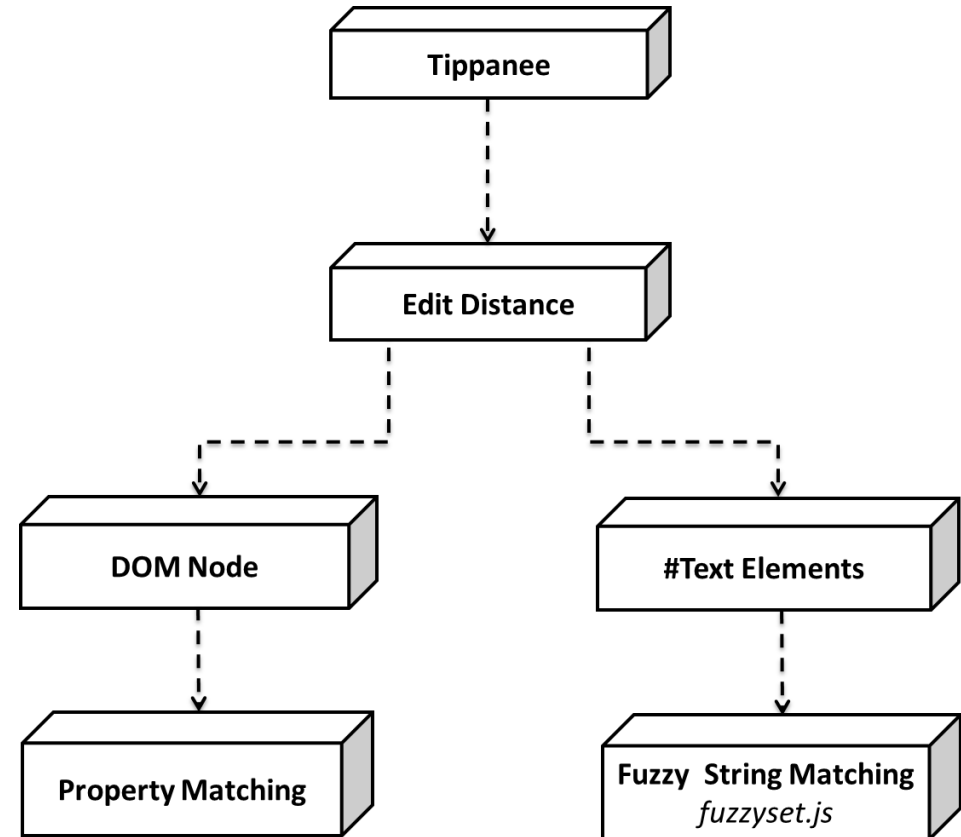 Tippanee
Edit Distance
DOM Node
#Text Elements
Property Matching
Fuzzy String Matching
fuzzyset.js